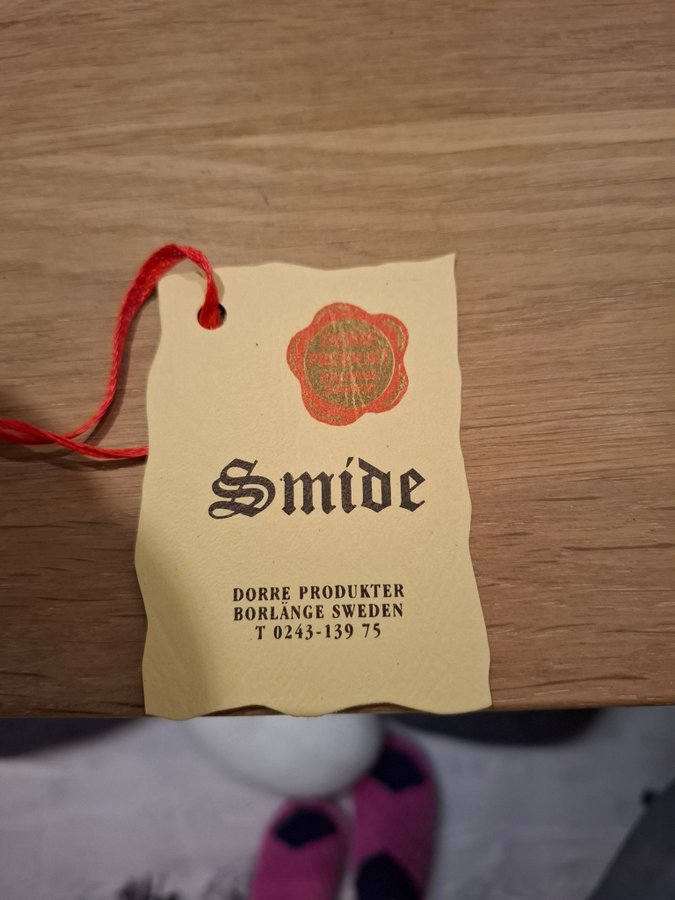 Smide
DORRE PRODUKTER
BORLÄNGE SWEDEN
T 0243-139 75